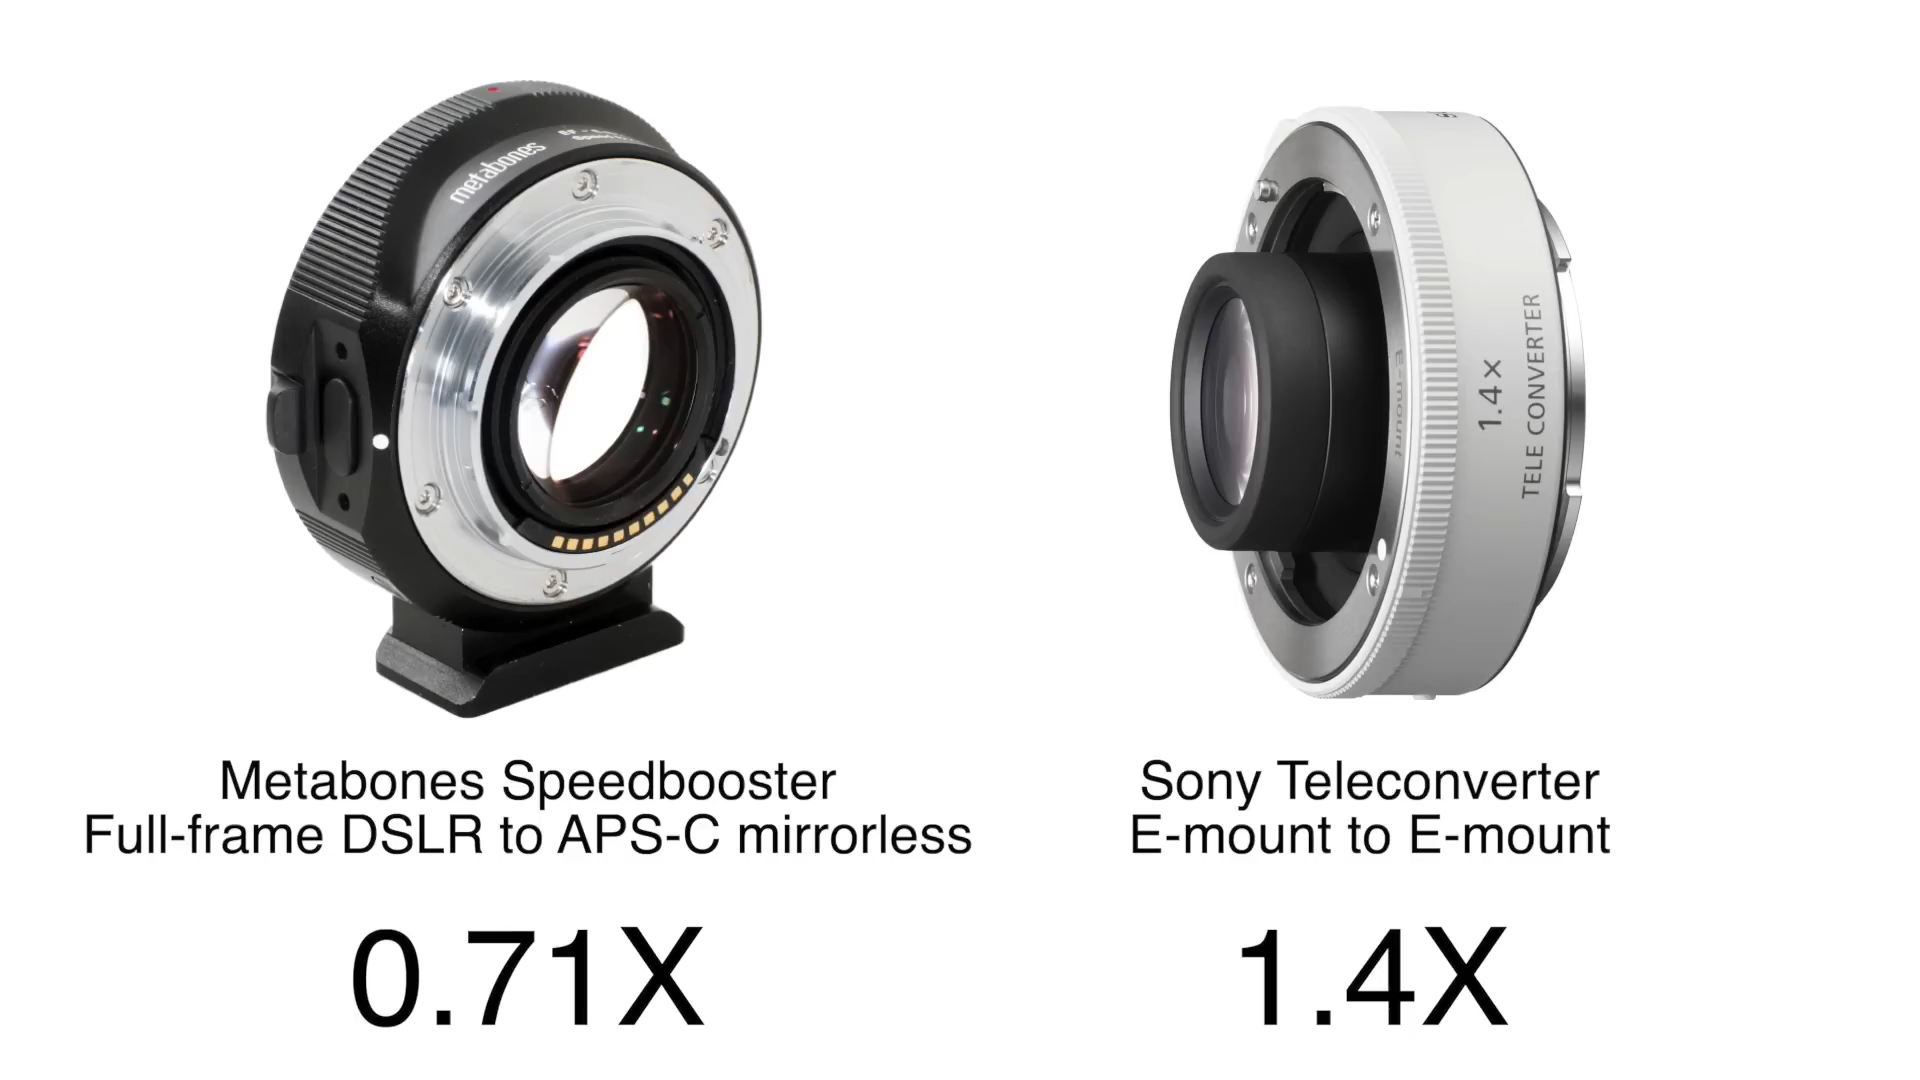 metabones
1.4×
TELE CONVERTER
E-mount
Metabones Speedbooster
Full-frame DSLR to APS-C mirrorless
0.71X
Sony Teleconverter
E-mount to E-mount
1.4X